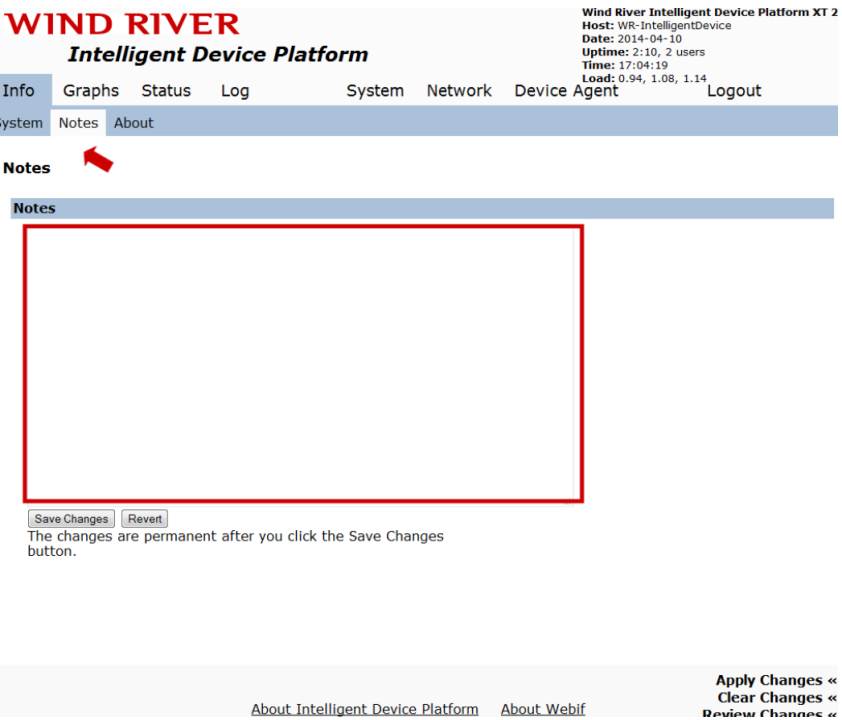 WIND RIVER
Intelligent Device Platform
Wind River Intelligent Device Platform XT 2
Host: WR-IntelligentDevice
Date: 2014-04-10
Uptime: 2:10, 2 users
Time: 17:04:19
Load: 0.94, 1.08, 1.14
Info Graphs Status Log System Network Device Agent Logout
System Notes About
Notes
Notes
Save Changes Revert
The changes are permanent after you click the Save Changes
button.
Apply Changes «
Clear Changes «
Review Changes «
About Intelligent Device Platform About Webif